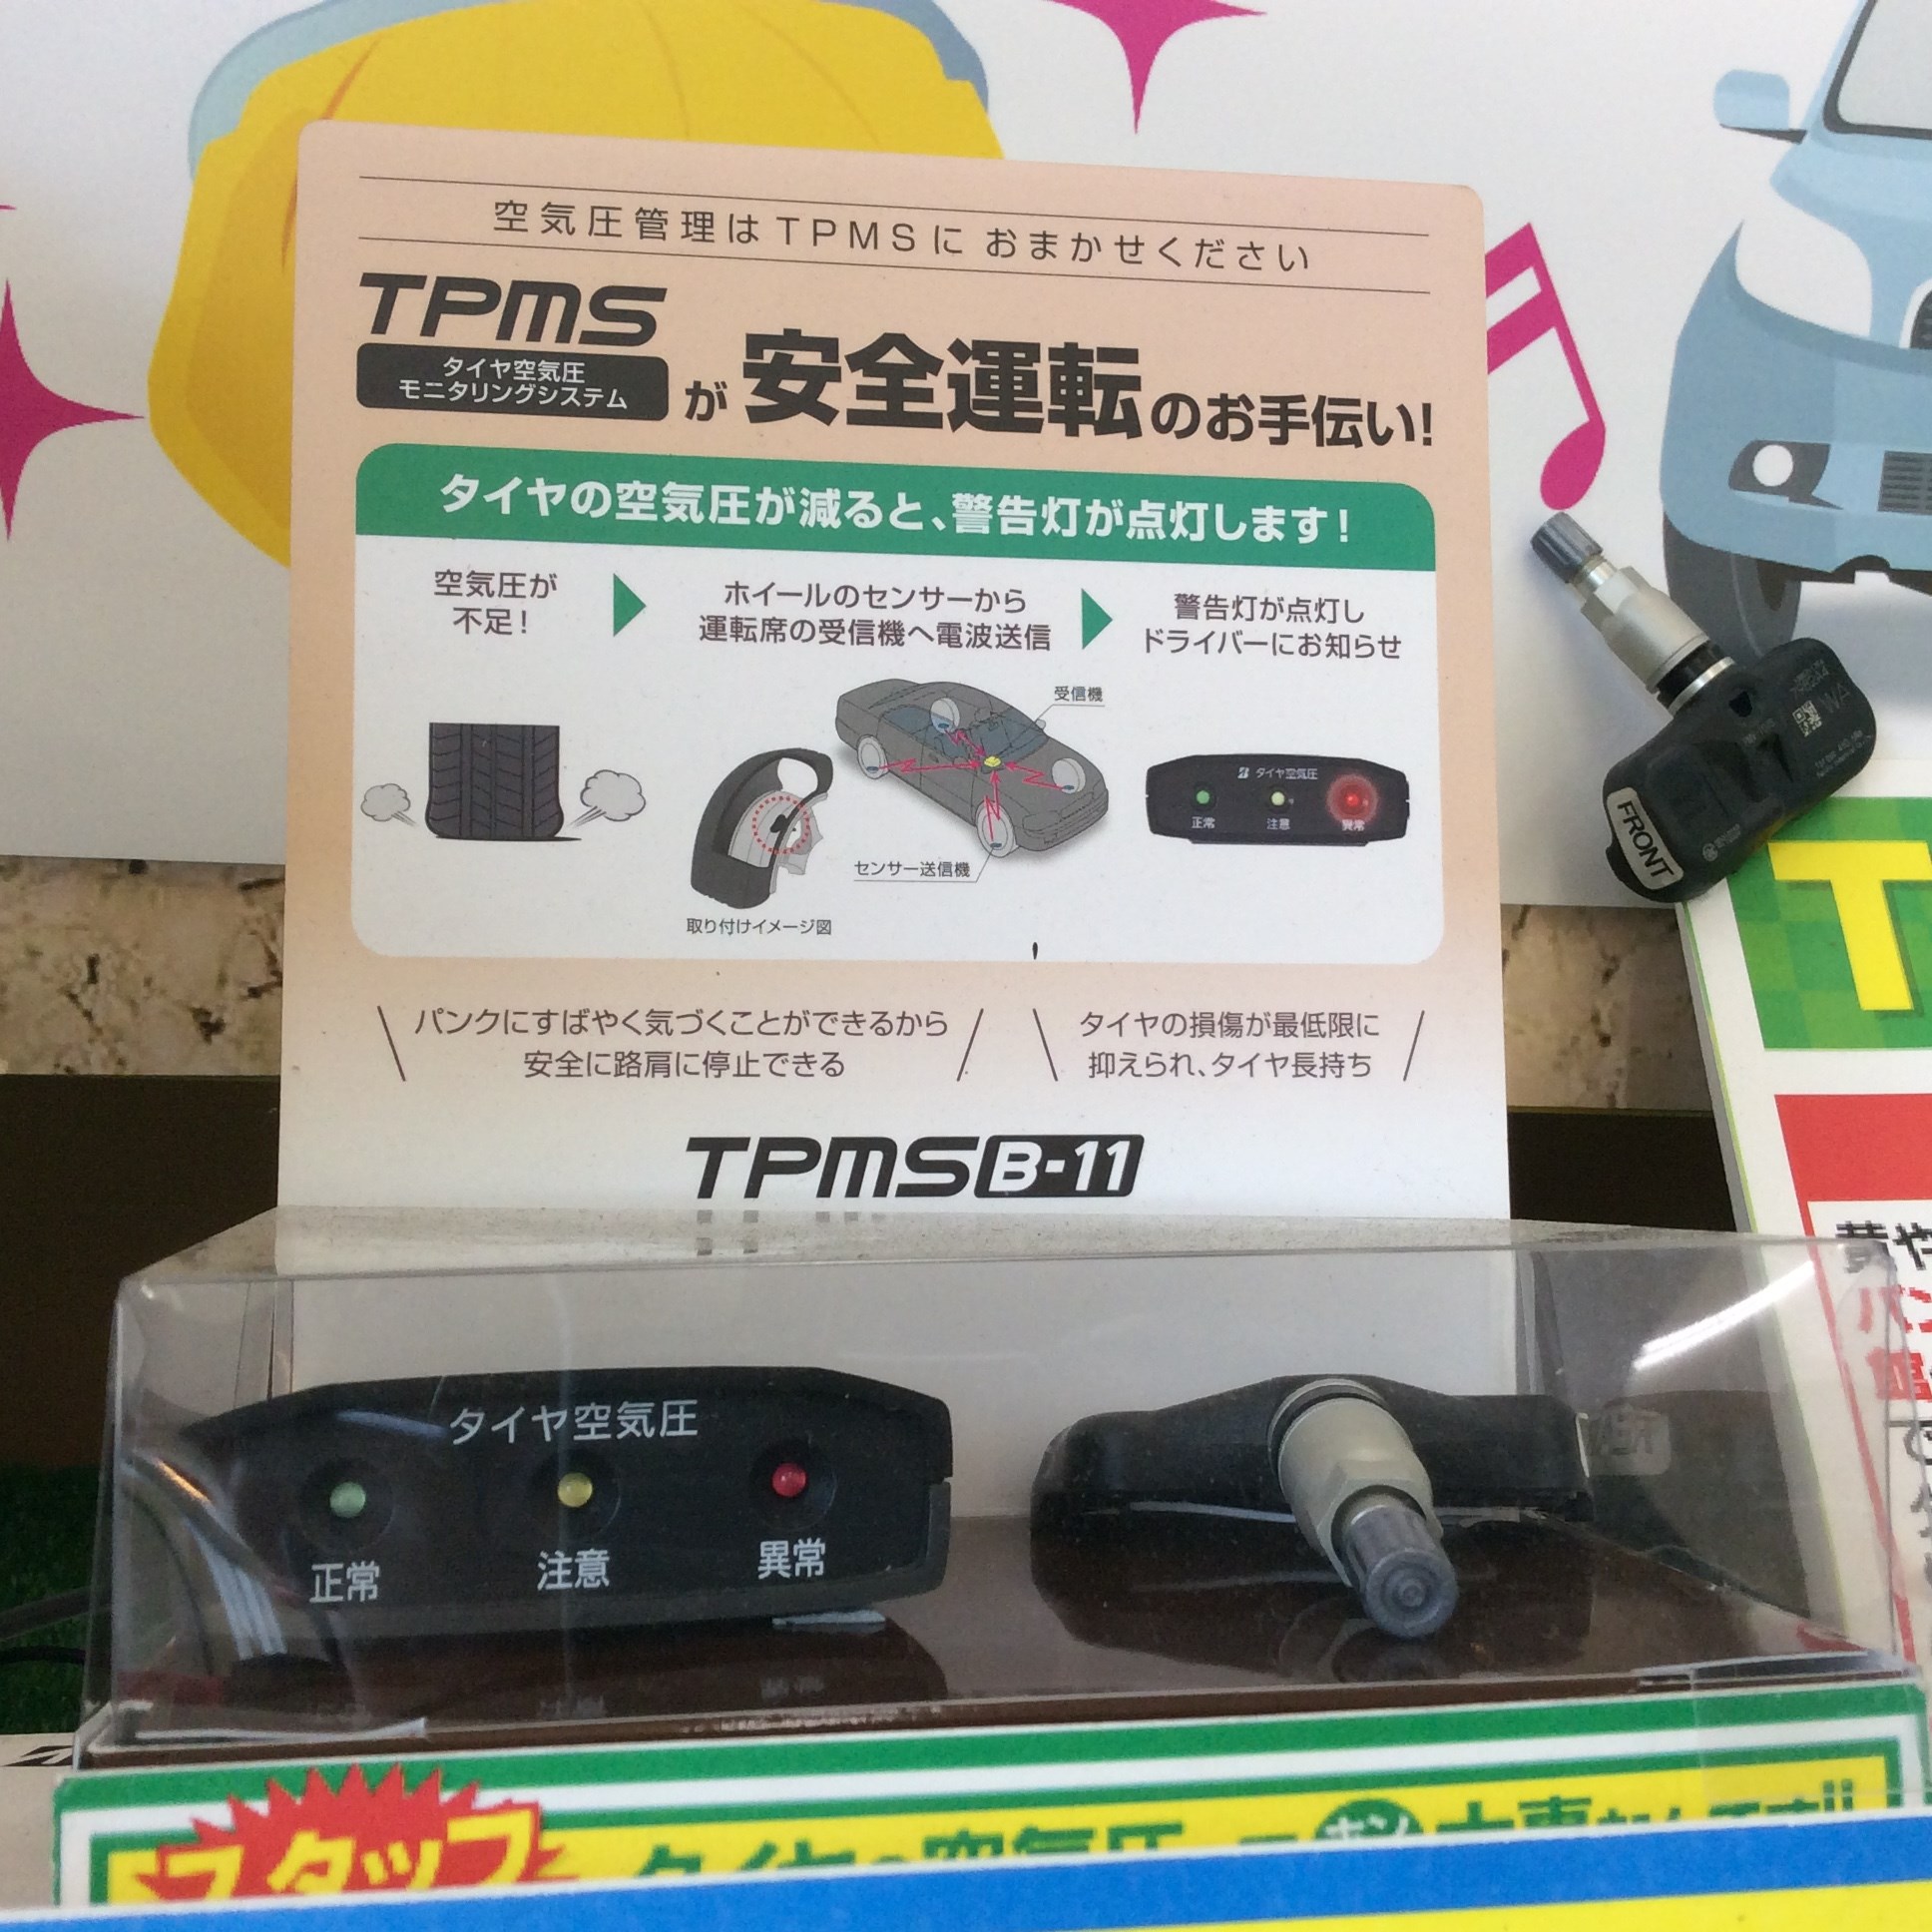 空気圧管理はTPMSに おまかせください
TPMS
タイヤ空気圧
モニタリングシステム
が安全運転のお手伝い!
タイヤの空気圧が減ると、警告灯が点灯します!
空気圧が
不足!
ホイールのセンサーから
運転席の受信機へ電波送信
警告灯が点灯し
ドライバーにお知らせ
受信機
タイヤ空気圧
正常 注意 異常
センサー送信機
取り付けイメージ図
パンクにすばやく気づくことができるから
安全に路肩に停止できる
タイヤの損傷が最低限に
抑えられ、タイヤ長持ち
TPMS B-11
FRONT
T
タイヤ空気圧
正常 注意 異常
スタッフ
タイヤの空気圧